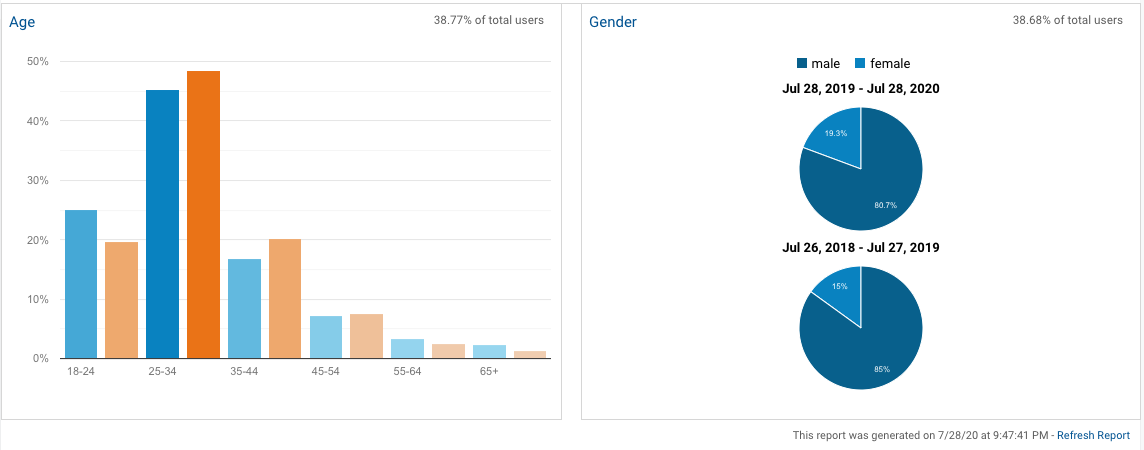 Age
38.77% of total users
50%
40%
30%
20%
10%
0%
18-24 25-34 35-44 45-54 55-64 65+
Gender
38.68% of total users
male female
Jul 28, 2019 - Jul 28, 2020
19.3%
80.7%
Jul 26, 2018 - Jul 27, 2019
15%
85%
This report was generated on 7/28/20 at 9:47:41 PM - Refresh Report